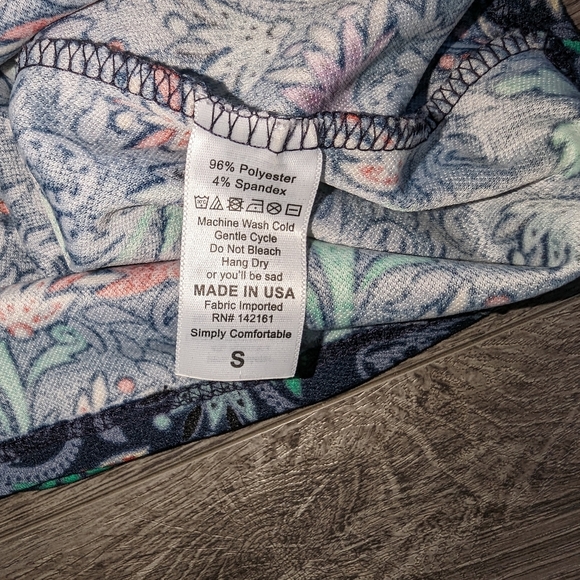 96% Polyester
4% Spandex
Machine Wash Cold
Gentle Cycle
Do Not Bleach
Hang Dry
or you'll be sad
MADE IN USA
Fabric Imported
RN# 142161
Simply Comfortable
S